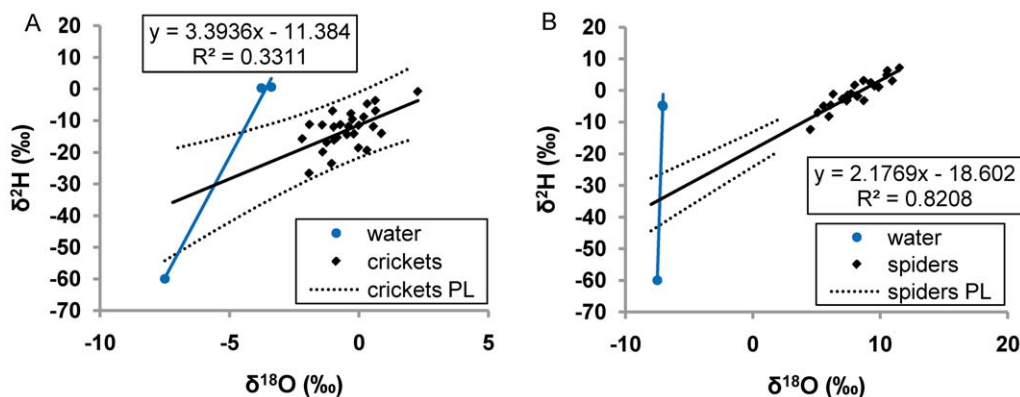 A
y = 3.3936x - 11.384
R² = 0.3311
20
10
0
-10
-20
-30
-40
-50
-60
-70
δ²H (‰)
water
crickets
crickets PL
-10 -5 0 5
δ¹⁸O (‰)
B
20
10
0
-10
-20
-30
-40
-50
-60
-70
δ²H (‰)
y = 2.1769x - 18.602
R² = 0.8208
water
spiders
spiders PL
-10 0 10 20
δ¹⁸O (‰)